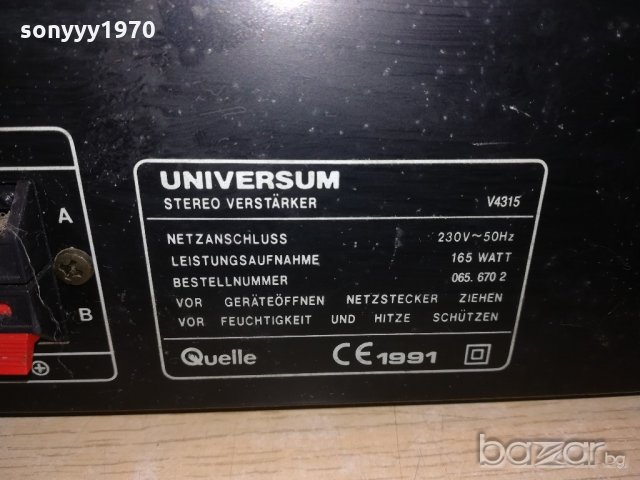 sonyyy1970
A
B
UNIVERSUM
STEREO VERSTÄRKER V4315
NETZANSCHLUSS 230V~50Hz
LEISTUNGSAUFNAHME 165 WATT
BESTELLNUMMER 065. 670 2
VOR GERÄTEÖFFNEN NETZSTECKER ZIEHEN
VOR FEUCHTIGKEIT UND HITZE SCHÜTZEN
Quelle CE 1991
bazar.bg